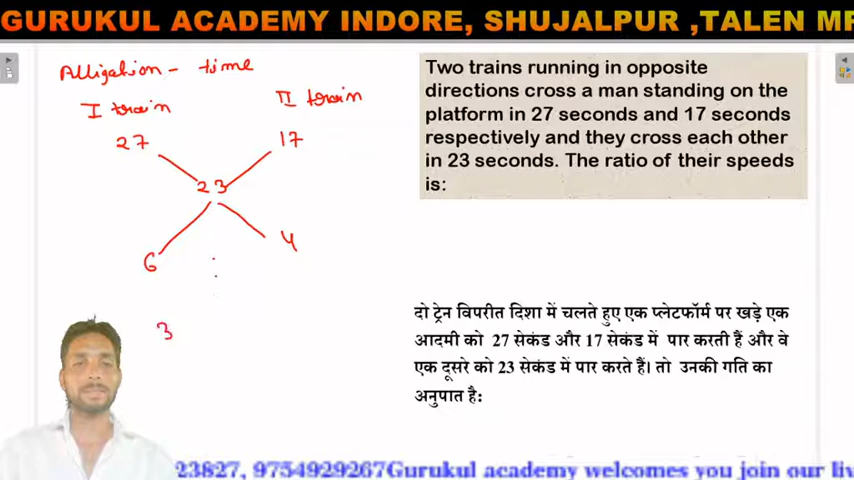 GURUKUL ACADEMY INDORE, SHUJALPUR ,TALEN MP
Alligation - time
I train
II train
27
17
23
6
:
4
3
Two trains running in opposite
directions cross a man standing on the
platform in 27 seconds and 17 seconds
respectively and they cross each other
in 23 seconds. The ratio of their speeds
is:
दो ट्रेन विपरीत दिशा में चलते हुए एक प्लेटफॉर्म पर खड़े एक
आदमी को 27 सेकंड और 17 सेकंड में पार करती हैं और वे
एक दूसरे को 23 सेकंड में पार करते हैं। तो उनकी गति का
अनुपात है:
23827, 9754929267Gurukul academy welcomes you join our liv